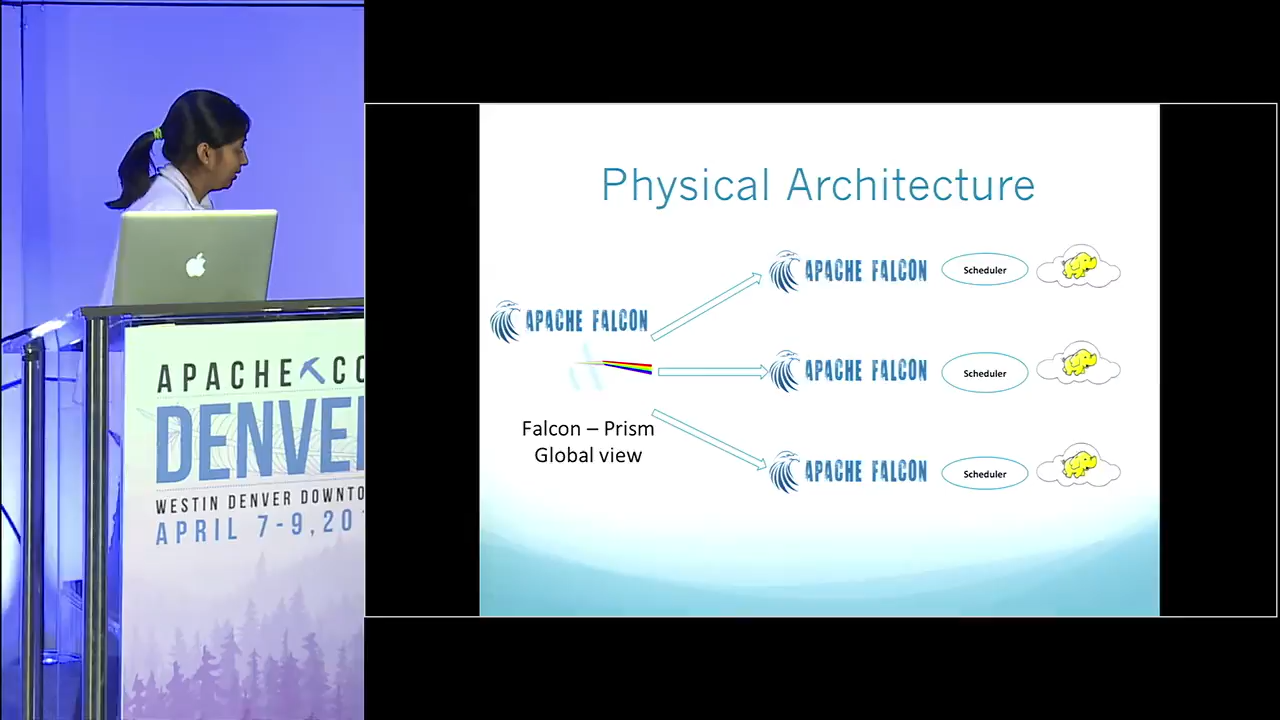 APACHE CO
DENVE
WESTIN DENVER DOWNTO
APRIL 7-9, 20
Physical Architecture
APACHE FALCON
Falcon – Prism
Global view
APACHE FALCON
Scheduler
APACHE FALCON
Scheduler
APACHE FALCON
Scheduler